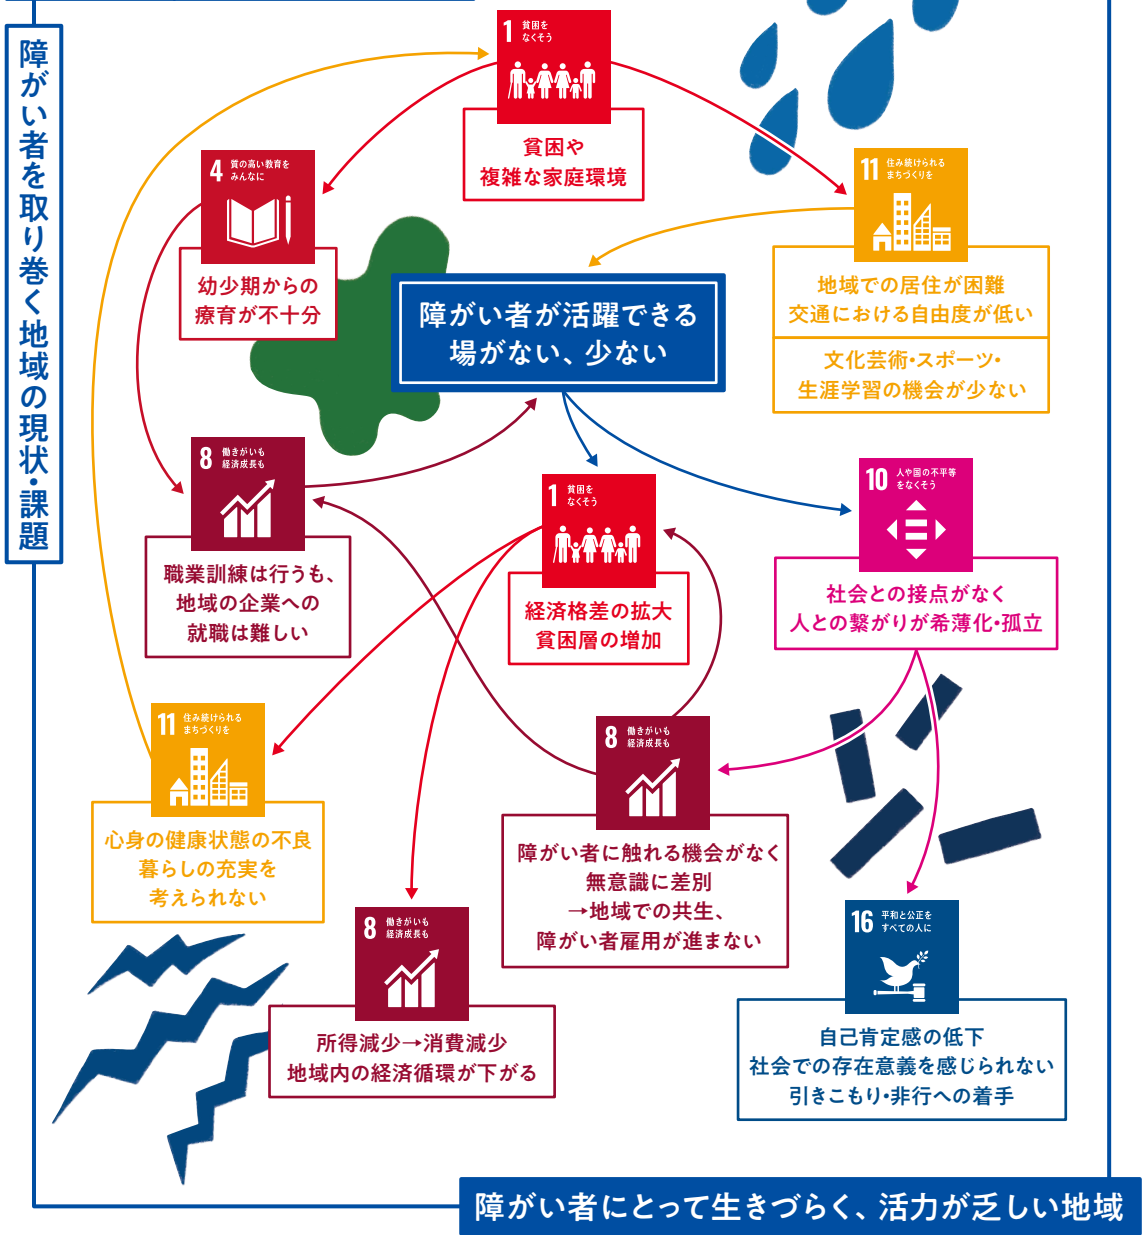 障がい者を取り巻く地域の現状・課題
1 貧困を
なくそう
貧困や
複雑な家庭環境
4 質の高い教育を
みんなに
幼少期からの
療育が不十分
11 住み続けられる
まちづくりを
地域での居住が困難
交通における自由度が低い
文化芸術・スポーツ・
生涯学習の機会が少ない
障がい者が活躍できる
場がない、少ない
8 働きがいも
経済成長も
職業訓練は行うも、
地域の企業への
就職は難しい
1 貧困を
なくそう
経済格差の拡大
貧困層の増加
10 人や国の不平等
をなくそう
社会との接点がなく
人との繋がりが希薄化・孤立
11 住み続けられる
まちづくりを
心身の健康状態の不良
暮らしの充実を
考えられない
8 働きがいも
経済成長も
障がい者に触れる機会がなく
無意識に差別
→地域での共生、
障がい者雇用が進まない
8 働きがいも
経済成長も
所得減少→消費減少
地域内の経済循環が下がる
16 平和と公正を
すべての人に
自己肯定感の低下
社会での存在意義を感じられない
引きこもり・非行への着手
障がい者にとって生きづらく、活力が乏しい地域